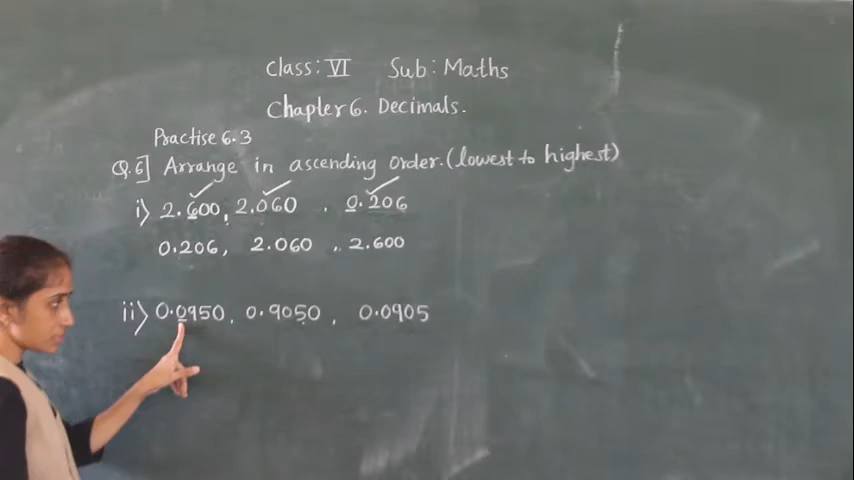 Class: VI Sub: Maths
Chapter 6. Decimals.
Practise 6.3
Q.6] Arrange in ascending order. (lowest to highest)
i) 2.600, 2.060, 0.206
0.206, 2.060, 2.600
ii) 0.0950, 0.9050, 0.0905